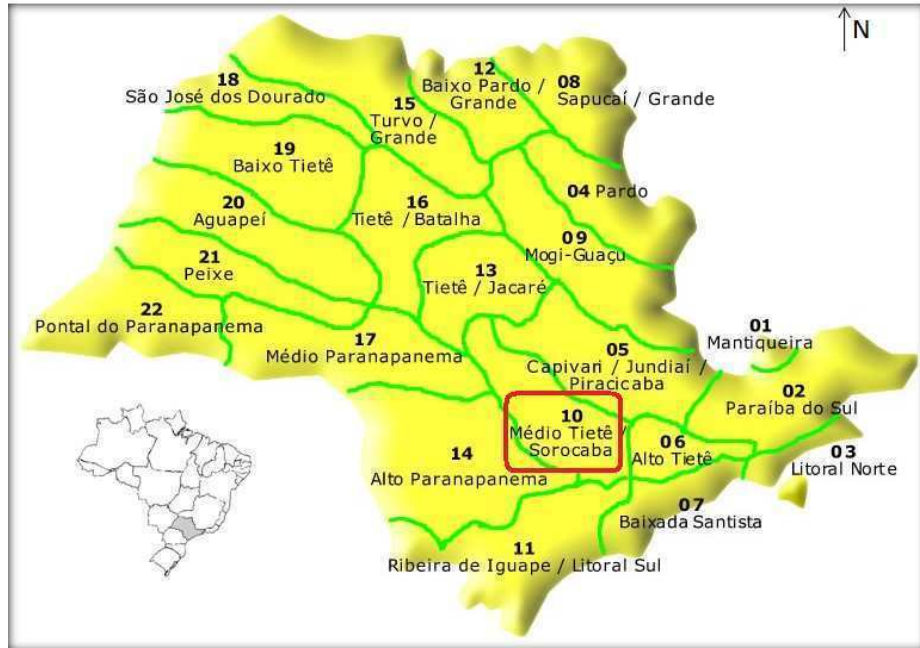 N
18
São José dos Dourado
15
Turvo /
Grande
12
Baixo Pardo /
Grande
08
Sapucaí / Grande
19
Baixo Tietê
04 Pardo
20
Aguapeí
16
Tietê / Batalha
09
Mogi-Guaçu
21
Peixe
13
Tietê / Jacaré
22
Pontal do Paranapanema
17
Médio Paranapanema
05
Capivari / Jundiaí /
Piracicaba
01
Mantiqueira
02
Paraíba do Sul
10
Médio Tietê /
Sorocaba
06
Alto Tietê
03
Litoral Norte
14
Alto Paranapanema
07
Baixada Santista
11
Ribeira de Iguape / Litoral Sul